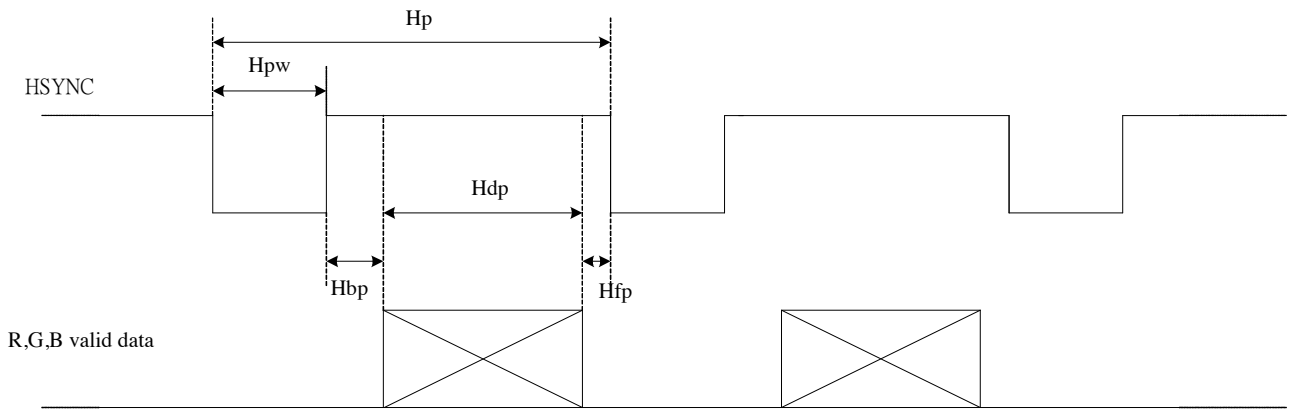 Hp
Hpw
HSYNC
Hdp
Hbp
Hfp
R,G,B valid data